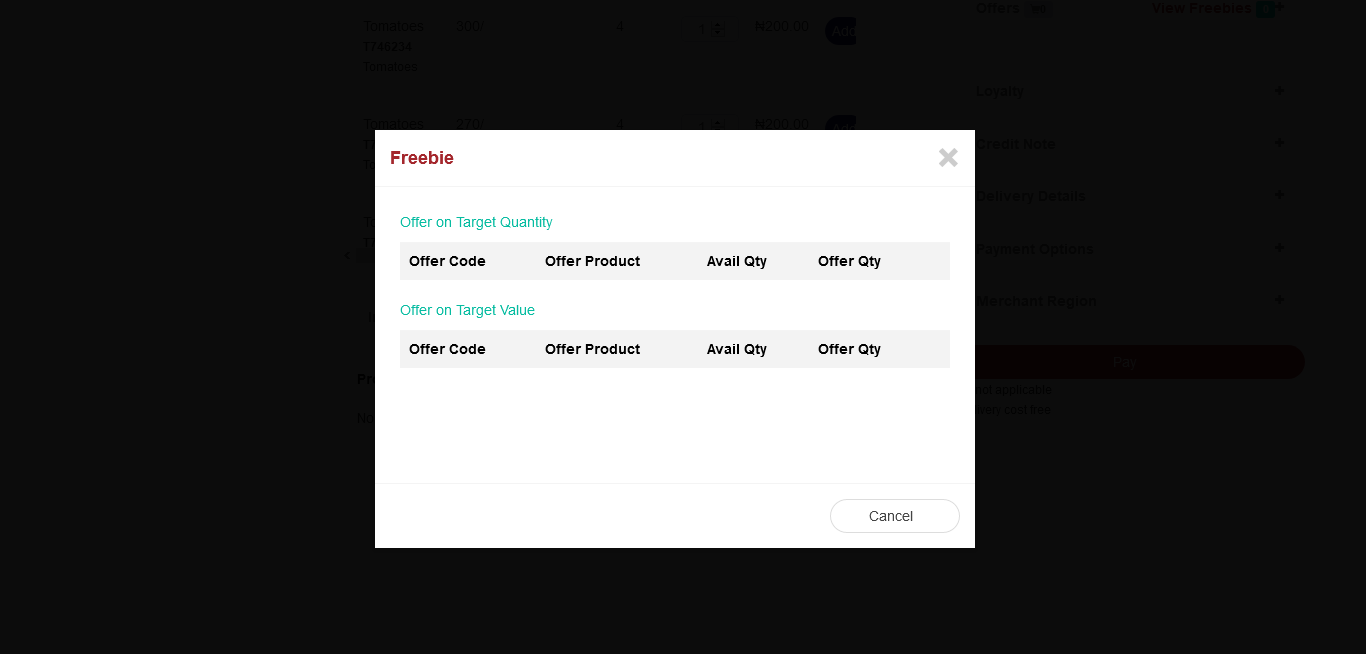 Tomatoes 300/ 4 1 ₦200.00 Add
T746234
Tomatoes
Tomatoes 270/ 4 ₦200.00 Add
Offers
View Freebies
Loyalty
Credit Note
Delivery Details
Payment Options
Merchant Region
Pay
not applicable
cost free
Freebie
Offer on Target Quantity
Offer Code Offer Product Avail Qty Offer Qty
Offer on Target Value
Offer Code Offer Product Avail Qty Offer Qty
Cancel